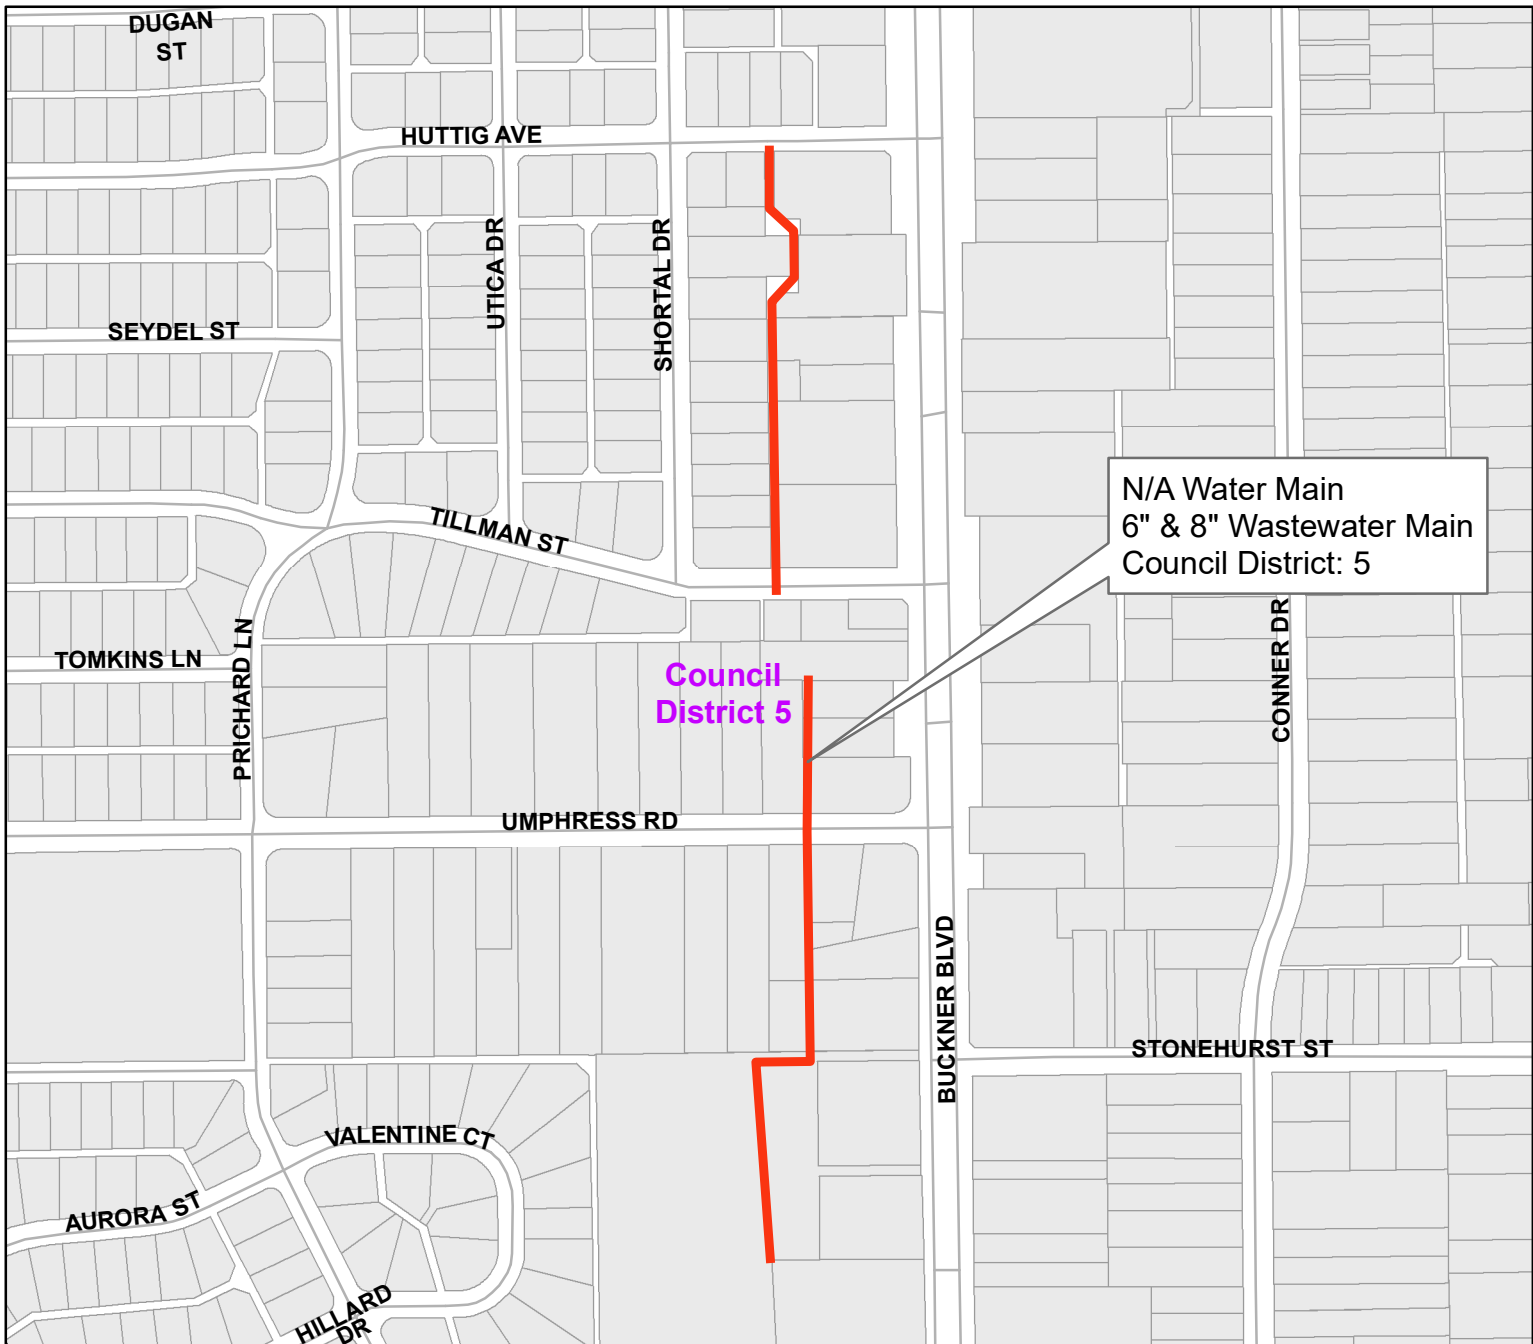 DUGAN
ST
HUTTIG AVE
UTICA DR
SHORTAL DR
SEYDEL ST
N/A Water Main
6" & 8" Wastewater Main
Council District: 5
TILLMAN ST
PRICHARD LN
TOMKINS LN
CONNER DR
Council
District 5
UMPHRESS RD
BUCKNER BLVD
STONEHURST ST
VALENTINE CT
AURORA ST
HILLARD
DR